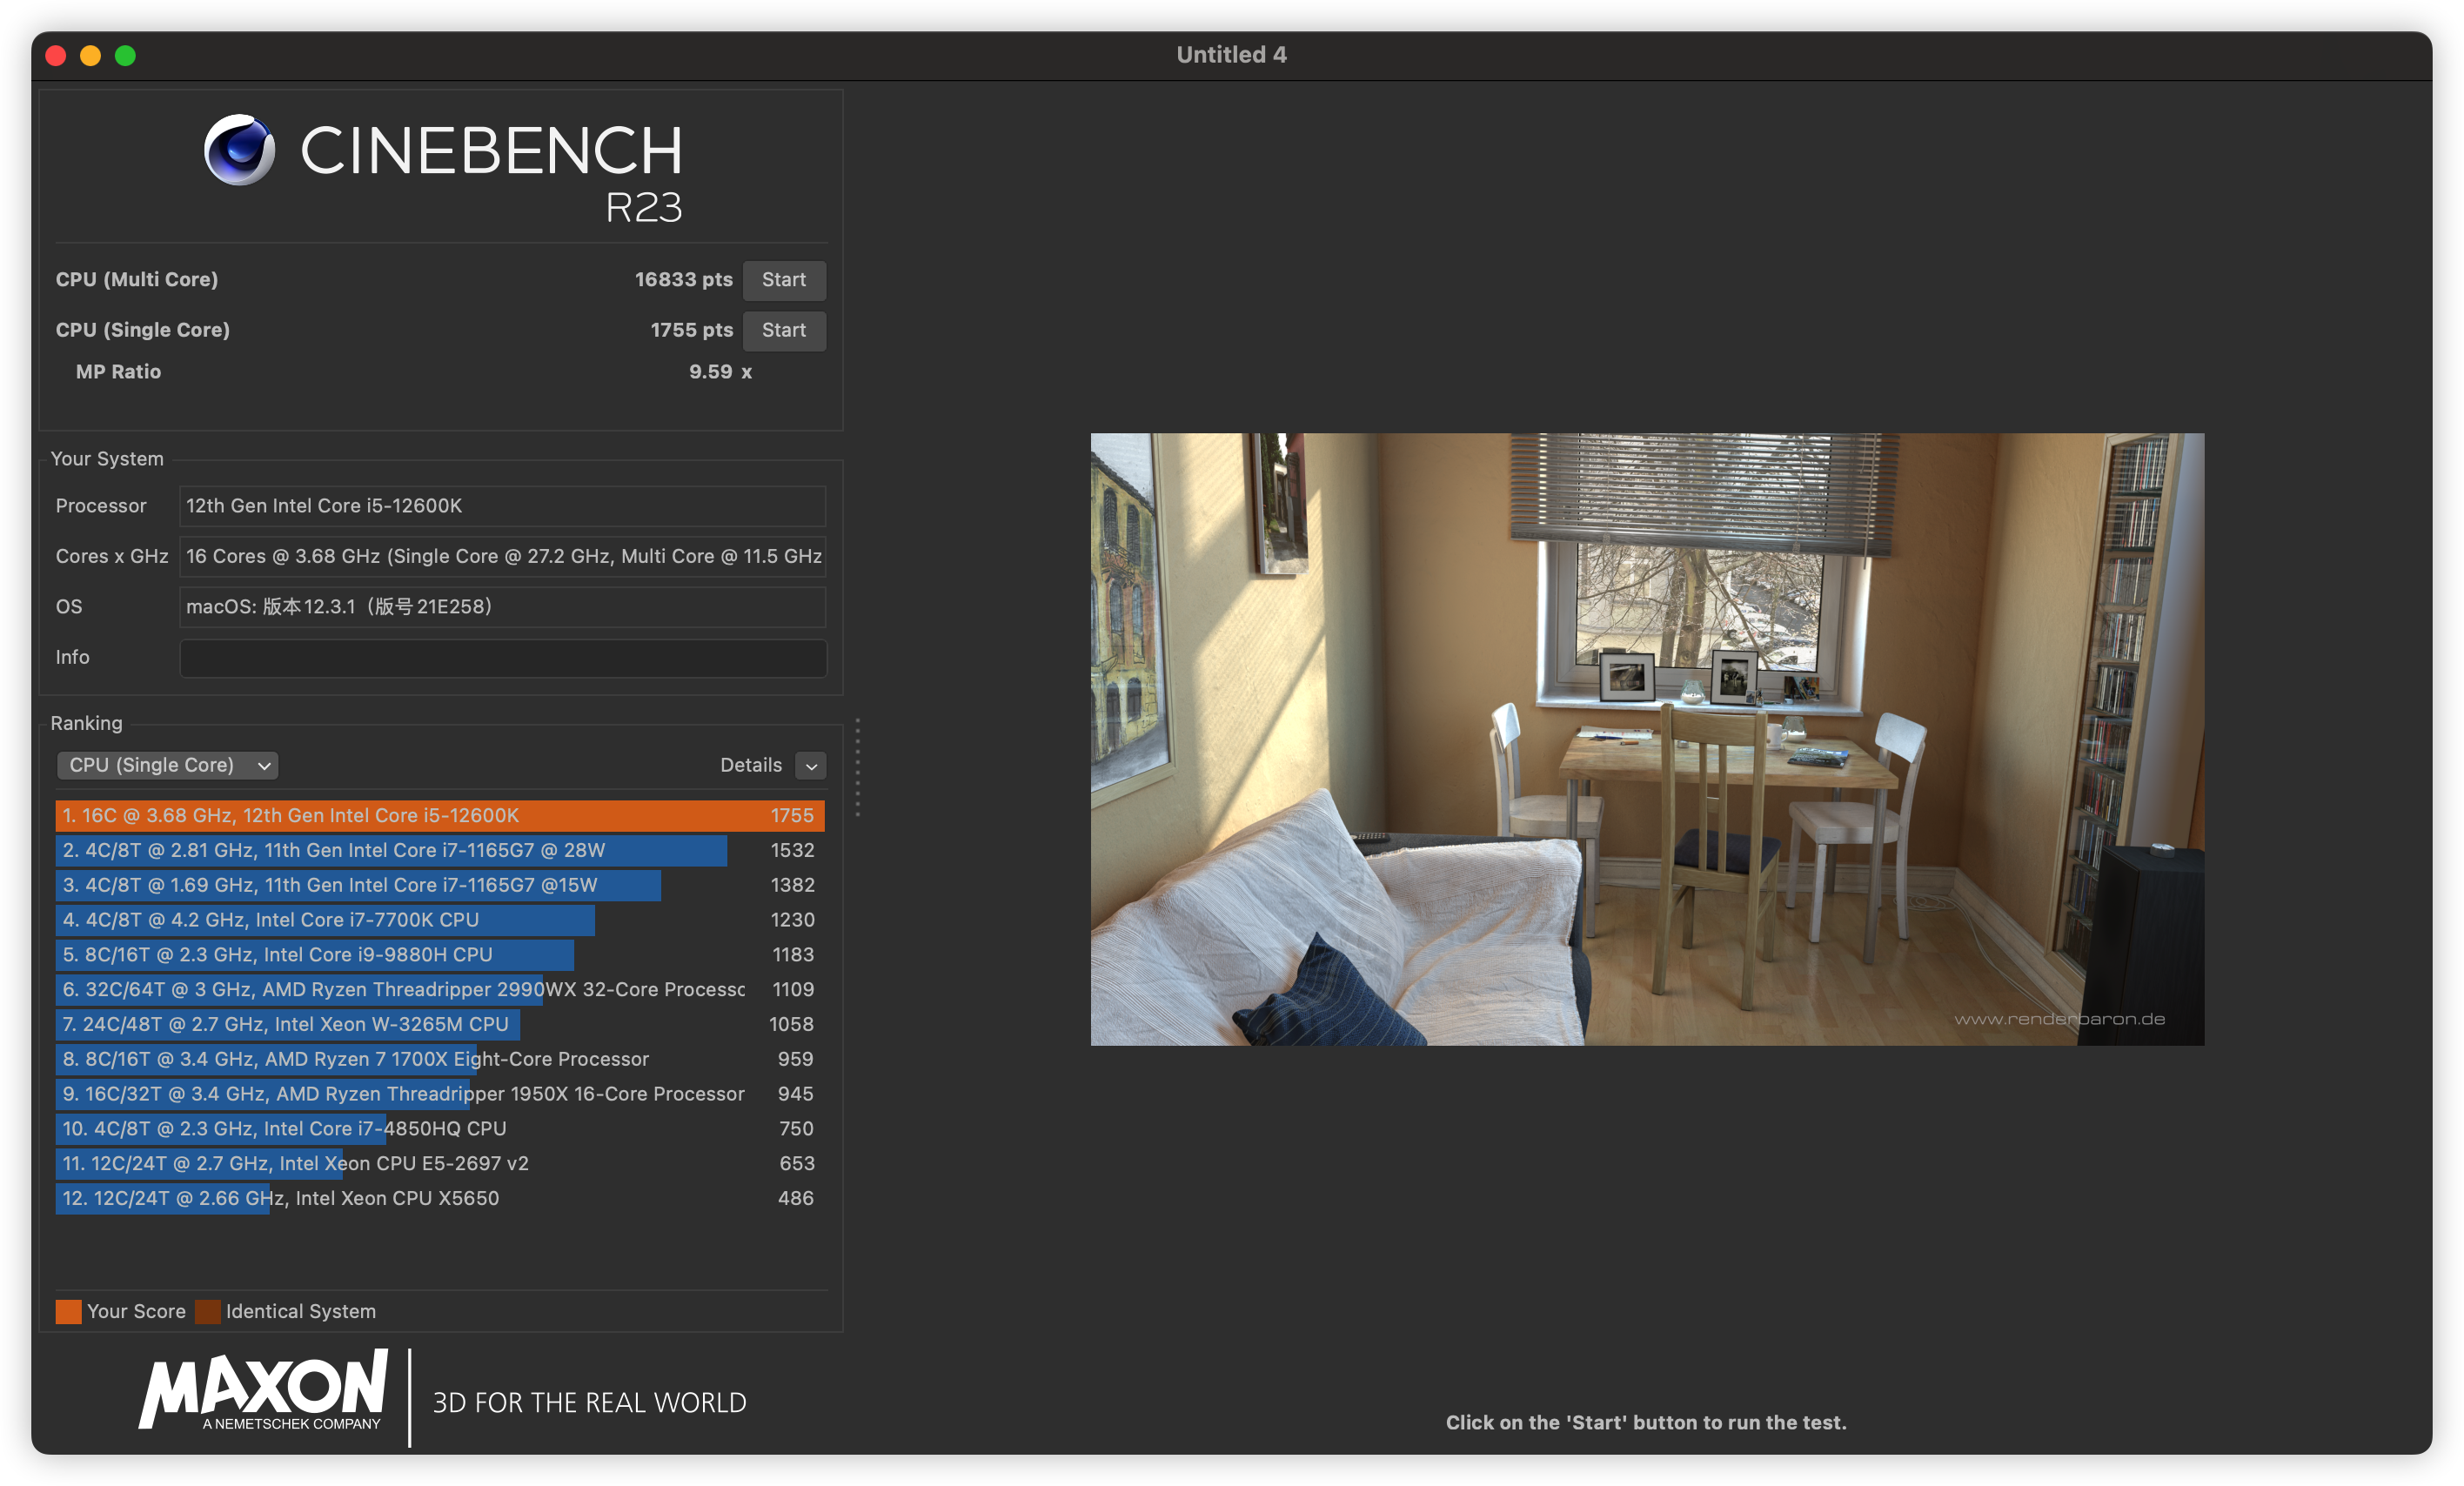 Untitled 4
CINEBENCH
R23
CPU (Multi Core) 16833 pts Start
CPU (Single Core) 1755 pts Start
MP Ratio 9.59 x
Your System
Processor 12th Gen Intel Core i5-12600K
Cores x GHz 16 Cores @ 3.68 GHz (Single Core @ 27.2 GHz, Multi Core @ 11.5 GHz
OS macOS: 版本12.3.1（版号21E258）
Info
Ranking
CPU (Single Core) Details
1. 16C @ 3.68 GHz, 12th Gen Intel Core i5-12600K 1755
2. 4C/8T @ 2.81 GHz, 11th Gen Intel Core i7-1165G7 @ 28W 1532
3. 4C/8T @ 1.69 GHz, 11th Gen Intel Core i7-1165G7 @15W 1382
4. 4C/8T @ 4.2 GHz, Intel Core i7-7700K CPU 1230
5. 8C/16T @ 2.3 GHz, Intel Core i9-9880H CPU 1183
6. 32C/64T @ 3 GHz, AMD Ryzen Threadripper 2990WX 32-Core Processc 1109
7. 24C/48T @ 2.7 GHz, Intel Xeon W-3265M CPU 1058
8. 8C/16T @ 3.4 GHz, AMD Ryzen 7 1700X Eight-Core Processor 959
9. 16C/32T @ 3.4 GHz, AMD Ryzen Threadripper 1950X 16-Core Processor 945
10. 4C/8T @ 2.3 GHz, Intel Core i7-4850HQ CPU 750
11. 12C/24T @ 2.7 GHz, Intel Xeon CPU E5-2697 v2 653
12. 12C/24T @ 2.66 GHz, Intel Xeon CPU X5650 486
Your Score Identical System
MAXON
A NEMETSCHEK COMPANY
3D FOR THE REAL WORLD
www.renderbaron.de
Click on the 'Start' button to run the test.